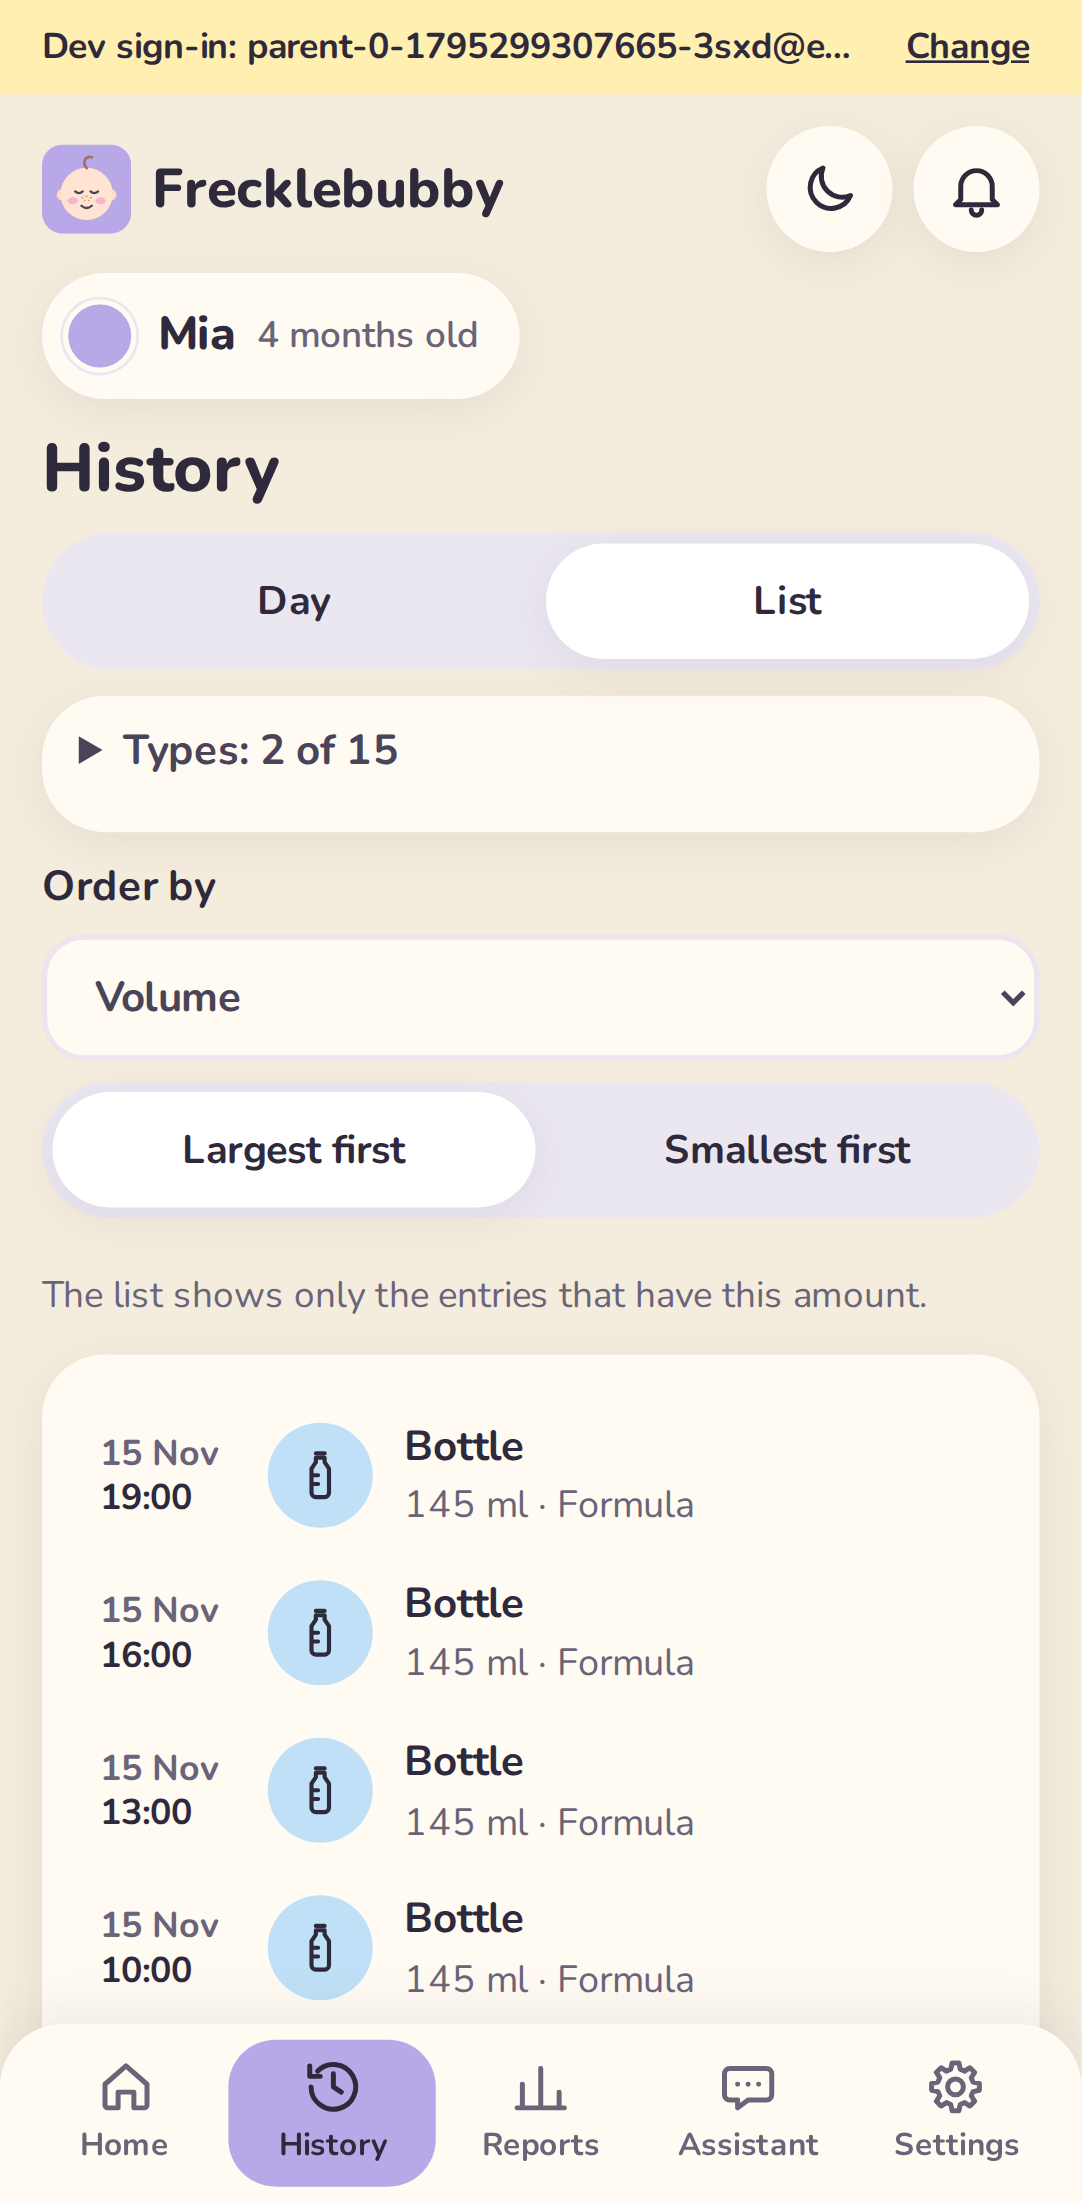 Dev sign-in: parent-0-1795299307665-3sxd@e... Change
Frecklebubby
Mia 4 months old
History
Day List
Types: 2 of 15
Order by
Volume
Largest first Smallest first
The list shows only the entries that have this amount.
15 Nov Bottle
19:00 145 ml · Formula
15 Nov Bottle
16:00 145 ml · Formula
15 Nov Bottle
13:00 145 ml · Formula
15 Nov Bottle
10:00 145 ml · Formula
Home History Reports Assistant Settings